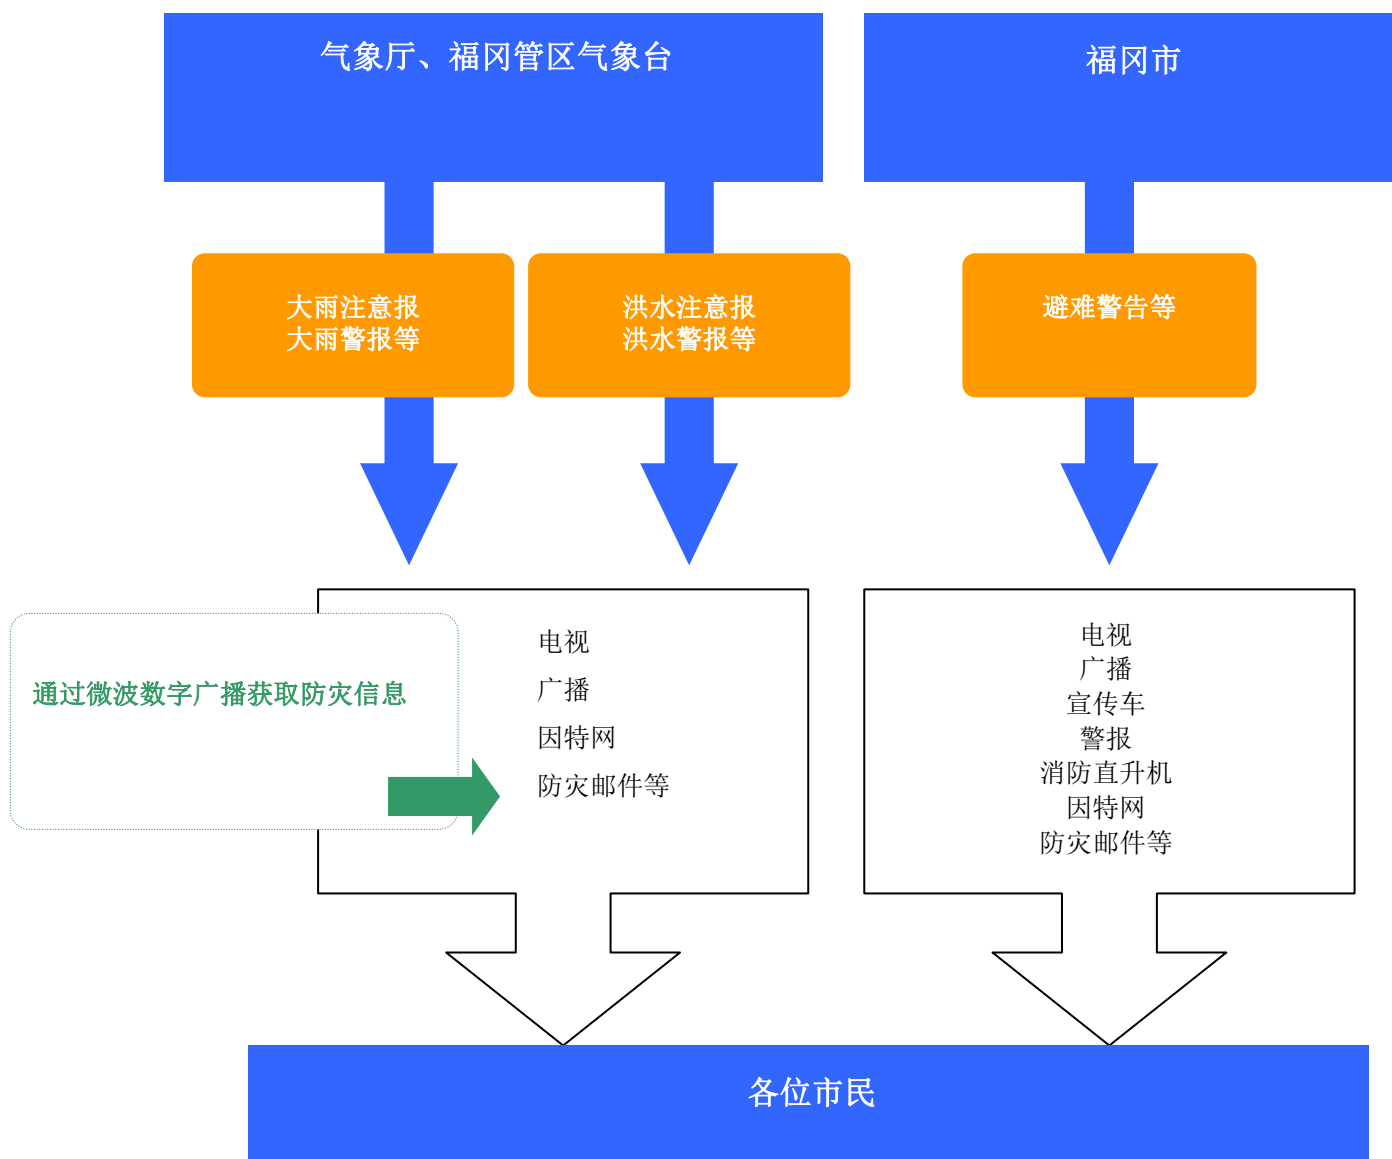 气象厅、福冈管区气象台
福冈市
大雨注意报
大雨警报等
洪水注意报
洪水警报等
避难警告等
通过微波数字广播获取防灾信息
电视
广播
因特网
防灾邮件等
电视
广播
宣传车
警报
消防直升机
因特网
防灾邮件等
各位市民